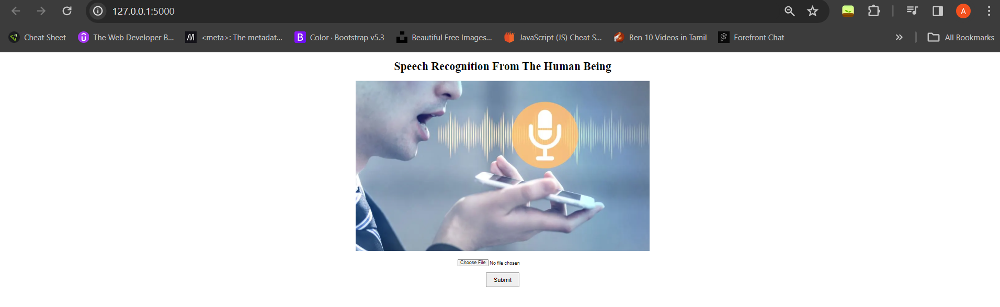 127.0.0.1:5000
A
Cheat Sheet
The Web Developer B...
<meta>: The metadat...
B
Color · Bootstrap v5.3
Beautiful Free Images...
JavaScript (JS) Cheat S...
Ben 10 Videos in Tamil
Forefront Chat
All Bookmarks
Speech Recognition From The Human Being
Choose File No file chosen
Submit